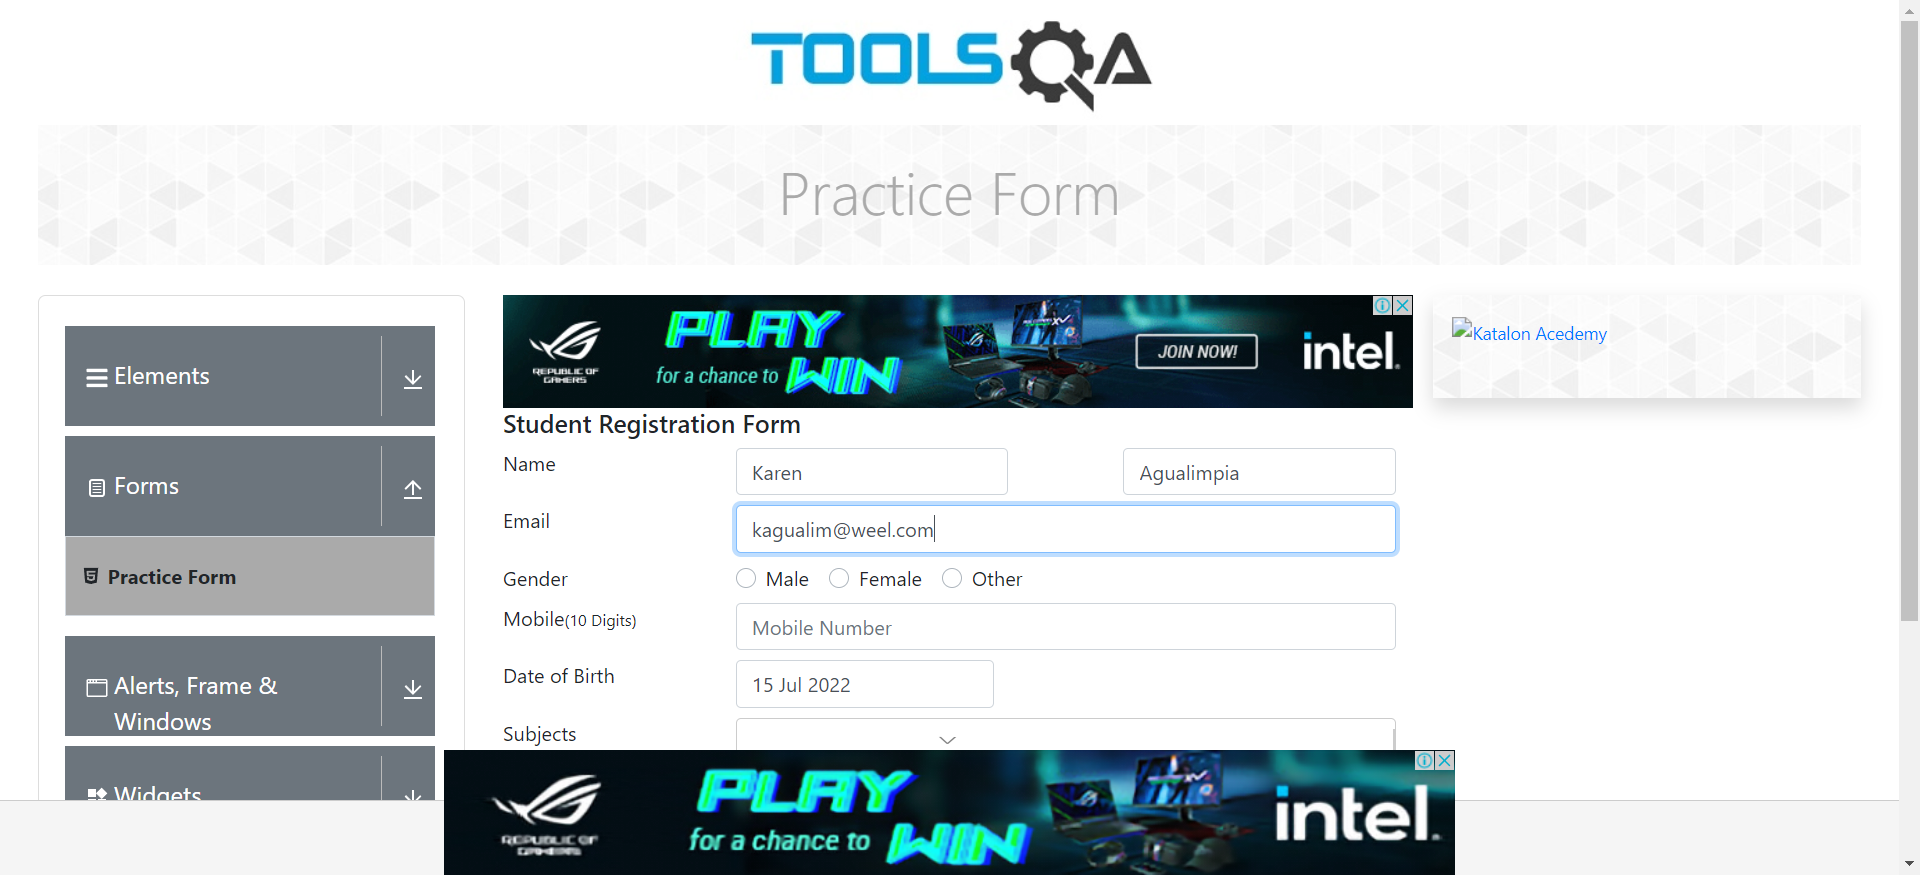 TOOLSQA
Practice Form
Elements
Forms
Practice Form
Alerts, Frame &
Windows
Widgets
REPUBLIC OF
GAMERS
PLAY
for a chance to WIN
JOIN NOW!
intel.
Katalon Acedemy
Student Registration Form
Name
Karen
Agualimpia
Email
kagualim@weel.com
Gender
Male
Female
Other
Mobile(10 Digits)
Mobile Number
Date of Birth
15 Jul 2022
Subjects
REPUBLIC OF
GAMERS
PLAY
for a chance to WIN
intel.